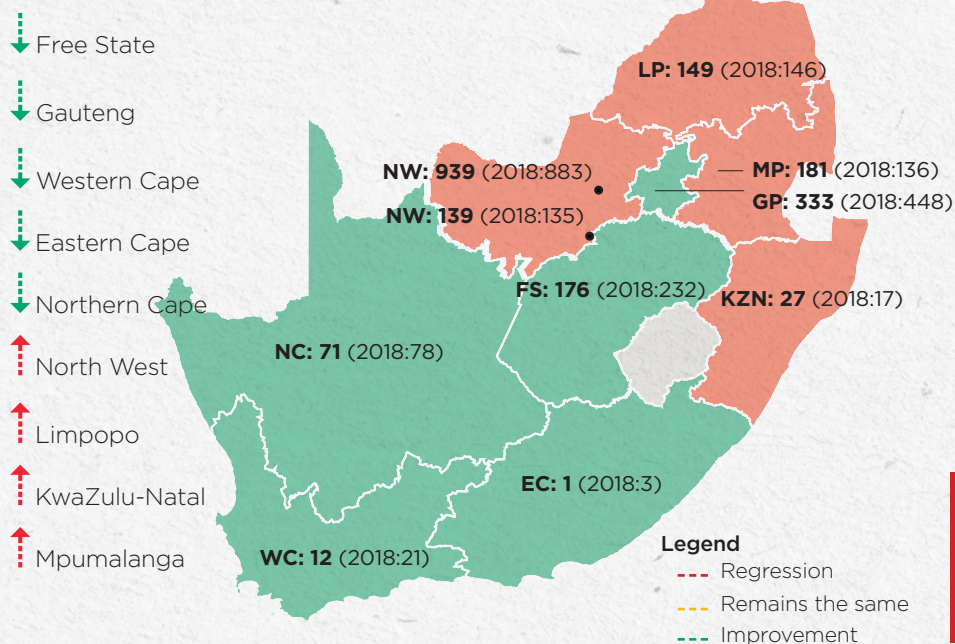 Free State
Gauteng
Western Cape
Eastern Cape
Northern Cape
North West
Limpopo
KwaZulu-Natal
Mpumalanga
LP: 149 (2018:146)
NW: 939 (2018:883)
MP: 181 (2018:136)
GP: 333 (2018:448)
NW: 139 (2018:135)
FS: 176 (2018:232)
KZN: 27 (2018:17)
NC: 71 (2018:78)
EC: 1 (2018:3)
WC: 12 (2018:21)
Legend
Regression
Remains the same
Improvement